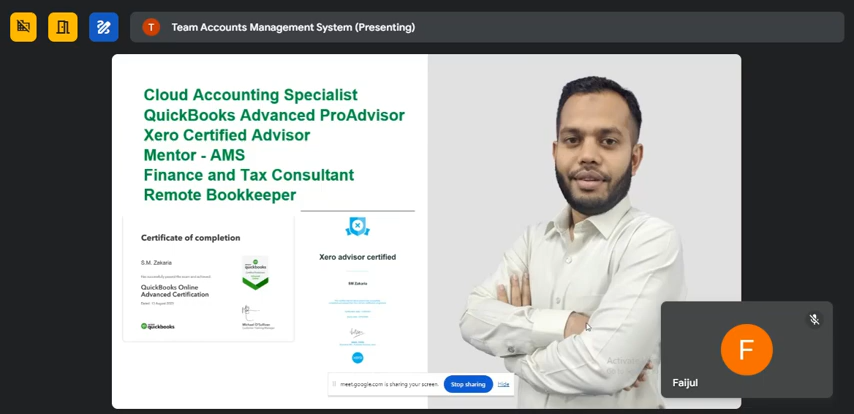 T Team Accounts Management System (Presenting)
Cloud Accounting Specialist
QuickBooks Advanced ProAdvisor
Xero Certified Advisor
Mentor - AMS
Finance and Tax Consultant
Remote Bookkeeper
Certificate of completion
S.M. Zakaria
QuickBooks Online
Advanced Certification
quickbooks
Xero advisor certified
SM Zakaria
meet.google.com is sharing your screen.
Stop sharing
Hide
F
Faijul